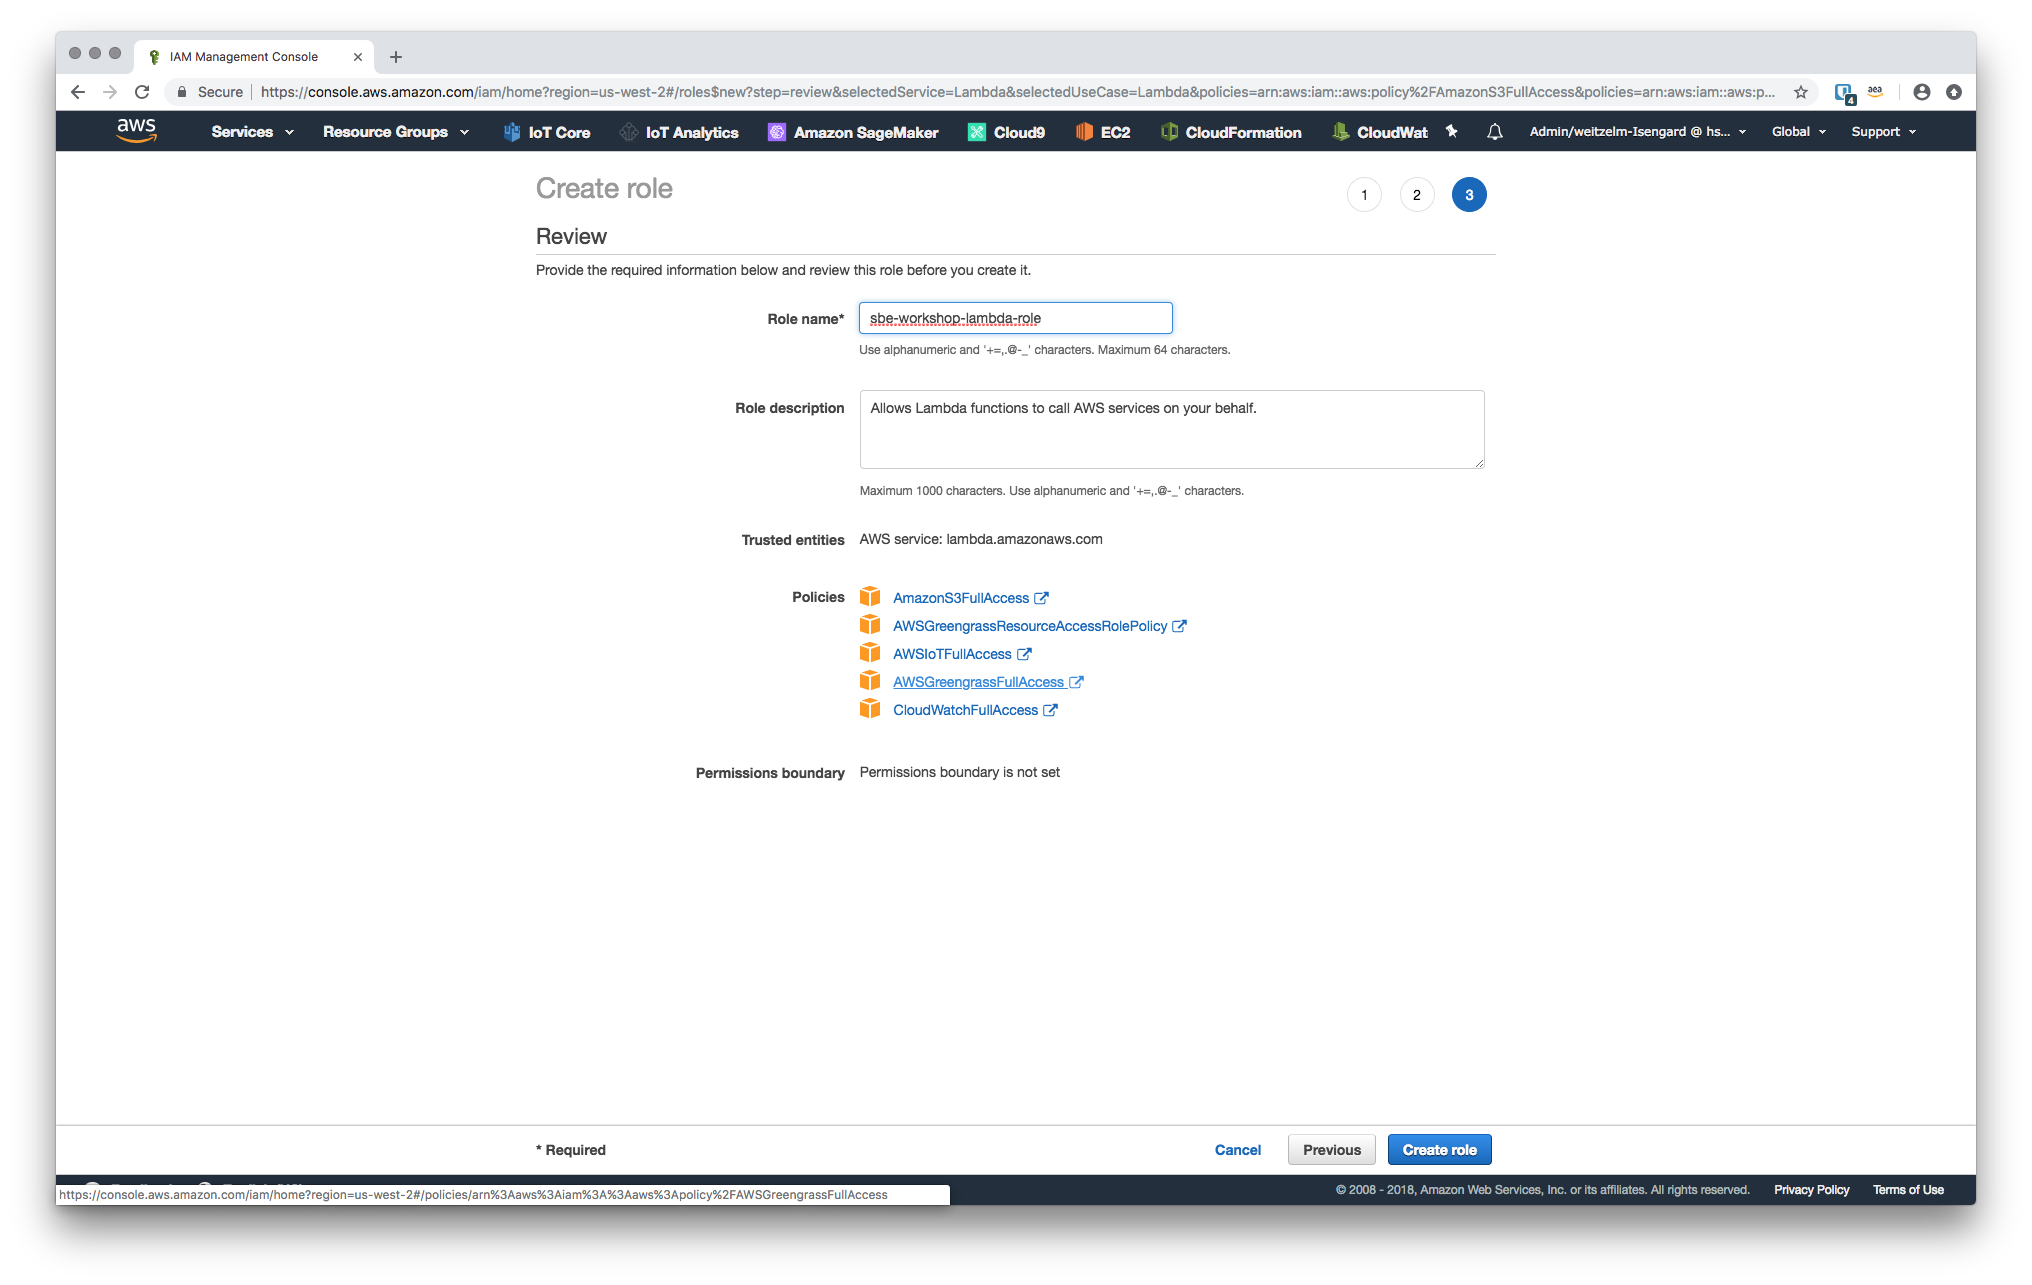 IAM Management Console
Secure https://console.aws.amazon.com/iam/home?region=us-west-2#/roles$new?step=review&selectedService=Lambda&selectedUseCase=Lambda&policies=arn:aws:iam::aws:policy%2FAmazonS3FullAccess&policies=arn:aws:iam::aws:p... 4 aea
aws Services Resource Groups IoT Core IoT Analytics Amazon SageMaker Cloud9 EC2 CloudFormation CloudWat Admin/weitzelm-Isengard @ hs... Global Support
Create role 1 2 3
Review
Provide the required information below and review this role before you create it.
Role name* sbe-workshop-lambda-role
Use alphanumeric and '+=,.@-_' characters. Maximum 64 characters.
Role description Allows Lambda functions to call AWS services on your behalf.
Maximum 1000 characters. Use alphanumeric and '+=,.@-_' characters.
Trusted entities AWS service: lambda.amazonaws.com
Policies AmazonS3FullAccess
AWSGreengrassResourceAccessRolePolicy
AWSIoTFullAccess
AWSGreengrassFullAccess
CloudWatchFullAccess
Permissions boundary Permissions boundary is not set
* Required Cancel Previous Create role
https://console.aws.amazon.com/iam/home?region=us-west-2#/policies/arn%3Aaws%3Aiam%3A%3Aaws%3Apolicy%2FAWSGreengrassFullAccess
© 2008 - 2018, Amazon Web Services, Inc. or its affiliates. All rights reserved. Privacy Policy Terms of Use